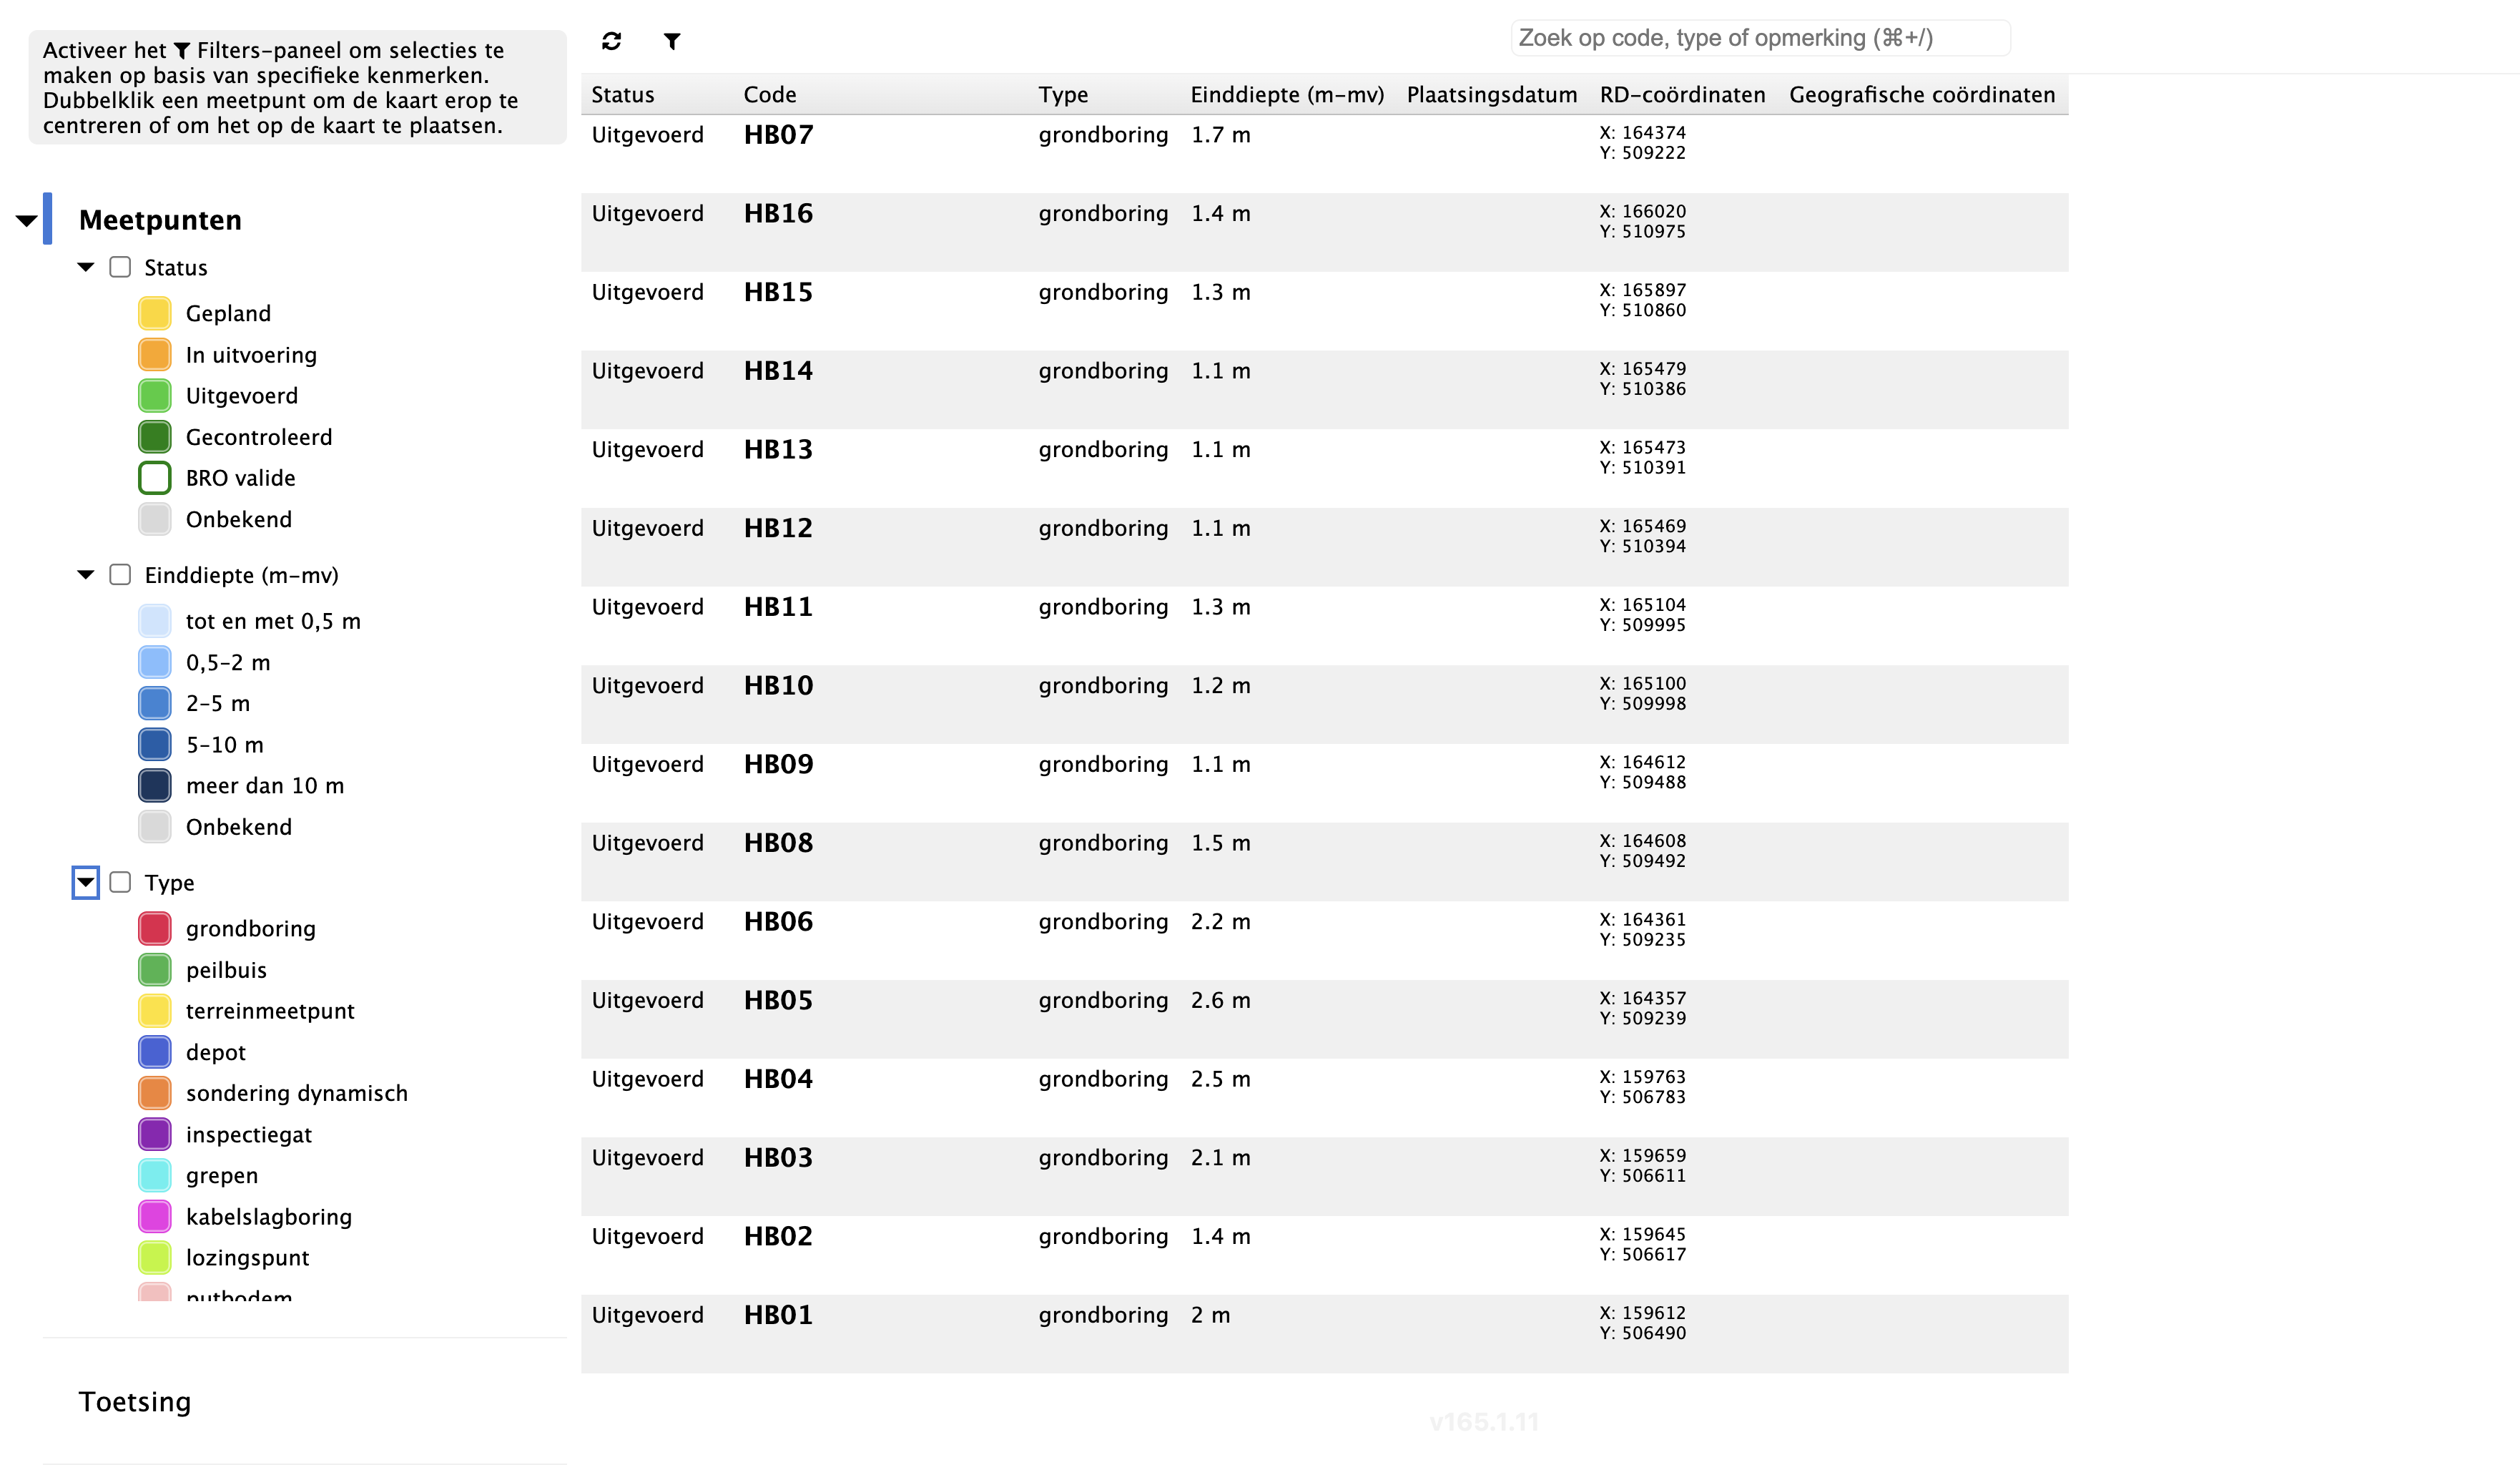 Activeer het Filters-paneel om selecties te
maken op basis van specifieke kenmerken.
Dubbelklik een meetpunt om de kaart erop te
centreren of om het op de kaart te plaatsen.
Meetpunten
Status
Gepland
In uitvoering
Uitgevoerd
Gecontroleerd
BRO valide
Onbekend
Einddiepte (m-mv)
tot en met 0,5 m
0,5-2 m
2-5 m
5-10 m
meer dan 10 m
Onbekend
Type
grondboring
peilbuis
terreinmeetpunt
depot
sondering dynamisch
inspectiegat
grepen
kabelslagboring
lozingspunt
putbodem
Toetsing
Zoek op code, type of opmerking (⌘+/)
Status Code Type Einddiepte (m-mv) Plaatsingsdatum RD-coördinaten Geografische coördinaten
Uitgevoerd HB07 grondboring 1.7 m X: 164374
Y: 509222
Uitgevoerd HB16 grondboring 1.4 m X: 166020
Y: 510975
Uitgevoerd HB15 grondboring 1.3 m X: 165897
Y: 510860
Uitgevoerd HB14 grondboring 1.1 m X: 165479
Y: 510386
Uitgevoerd HB13 grondboring 1.1 m X: 165473
Y: 510391
Uitgevoerd HB12 grondboring 1.1 m X: 165469
Y: 510394
Uitgevoerd HB11 grondboring 1.3 m X: 165104
Y: 509995
Uitgevoerd HB10 grondboring 1.2 m X: 165100
Y: 509998
Uitgevoerd HB09 grondboring 1.1 m X: 164612
Y: 509488
Uitgevoerd HB08 grondboring 1.5 m X: 164608
Y: 509492
Uitgevoerd HB06 grondboring 2.2 m X: 164361
Y: 509235
Uitgevoerd HB05 grondboring 2.6 m X: 164357
Y: 509239
Uitgevoerd HB04 grondboring 2.5 m X: 159763
Y: 506783
Uitgevoerd HB03 grondboring 2.1 m X: 159659
Y: 506611
Uitgevoerd HB02 grondboring 1.4 m X: 159645
Y: 506617
Uitgevoerd HB01 grondboring 2 m X: 159612
Y: 506490
v165.1.11